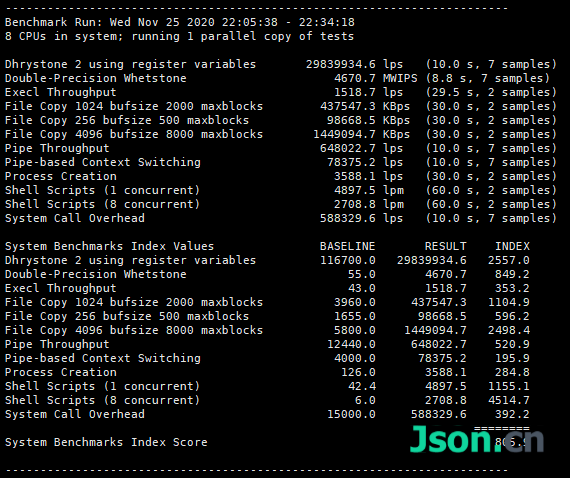 ------------------------------------------------------------------------
Benchmark Run: Wed Nov 25 2020 22:05:38 - 22:34:18
8 CPUs in system; running 1 parallel copy of tests
Dhrystone 2 using register variables       29839934.6 lps   (10.0 s, 7 samples)
Double-Precision Whetstone                     4670.7 MWIPS (8.8 s, 7 samples)
Execl Throughput                               1518.7 lps   (29.5 s, 2 samples)
File Copy 1024 bufsize 2000 maxblocks        437547.3 KBps  (30.0 s, 2 samples)
File Copy 256 bufsize 500 maxblocks           98668.5 KBps  (30.0 s, 2 samples)
File Copy 4096 bufsize 8000 maxblocks       1449094.7 KBps  (30.0 s, 2 samples)
Pipe Throughput                              648022.7 lps   (10.0 s, 7 samples)
Pipe-based Context Switching                  78375.2 lps   (10.0 s, 7 samples)
Process Creation                               3588.1 lps   (30.0 s, 2 samples)
Shell Scripts (1 concurrent)                   4897.5 lpm   (60.0 s, 2 samples)
Shell Scripts (8 concurrent)                   2708.8 lpm   (60.0 s, 2 samples)
System Call Overhead                         588329.6 lps   (10.0 s, 7 samples)
System Benchmarks Index Values               BASELINE       RESULT    INDEX
Dhrystone 2 using register variables         116700.0   29839934.6   2557.0
Double-Precision Whetstone                       55.0       4670.7    849.2
Execl Throughput                                 43.0       1518.7    353.2
File Copy 1024 bufsize 2000 maxblocks          3960.0     437547.3   1104.9
File Copy 256 bufsize 500 maxblocks            1655.0      98668.5    596.2
File Copy 4096 bufsize 8000 maxblocks          5800.0    1449094.7   2498.4
Pipe Throughput                               12440.0     648022.7    520.9
Pipe-based Context Switching                   4000.0      78375.2    195.9
Process Creation                                126.0       3588.1    284.8
Shell Scripts (1 concurrent)                     42.4       4897.5   1155.1
Shell Scripts (8 concurrent)                      6.0       2708.8   4514.7
System Call Overhead                          15000.0     588329.6    392.2
                                                                   ========
System Benchmarks Index Score
Json.cn
------------------------------------------------------------------------